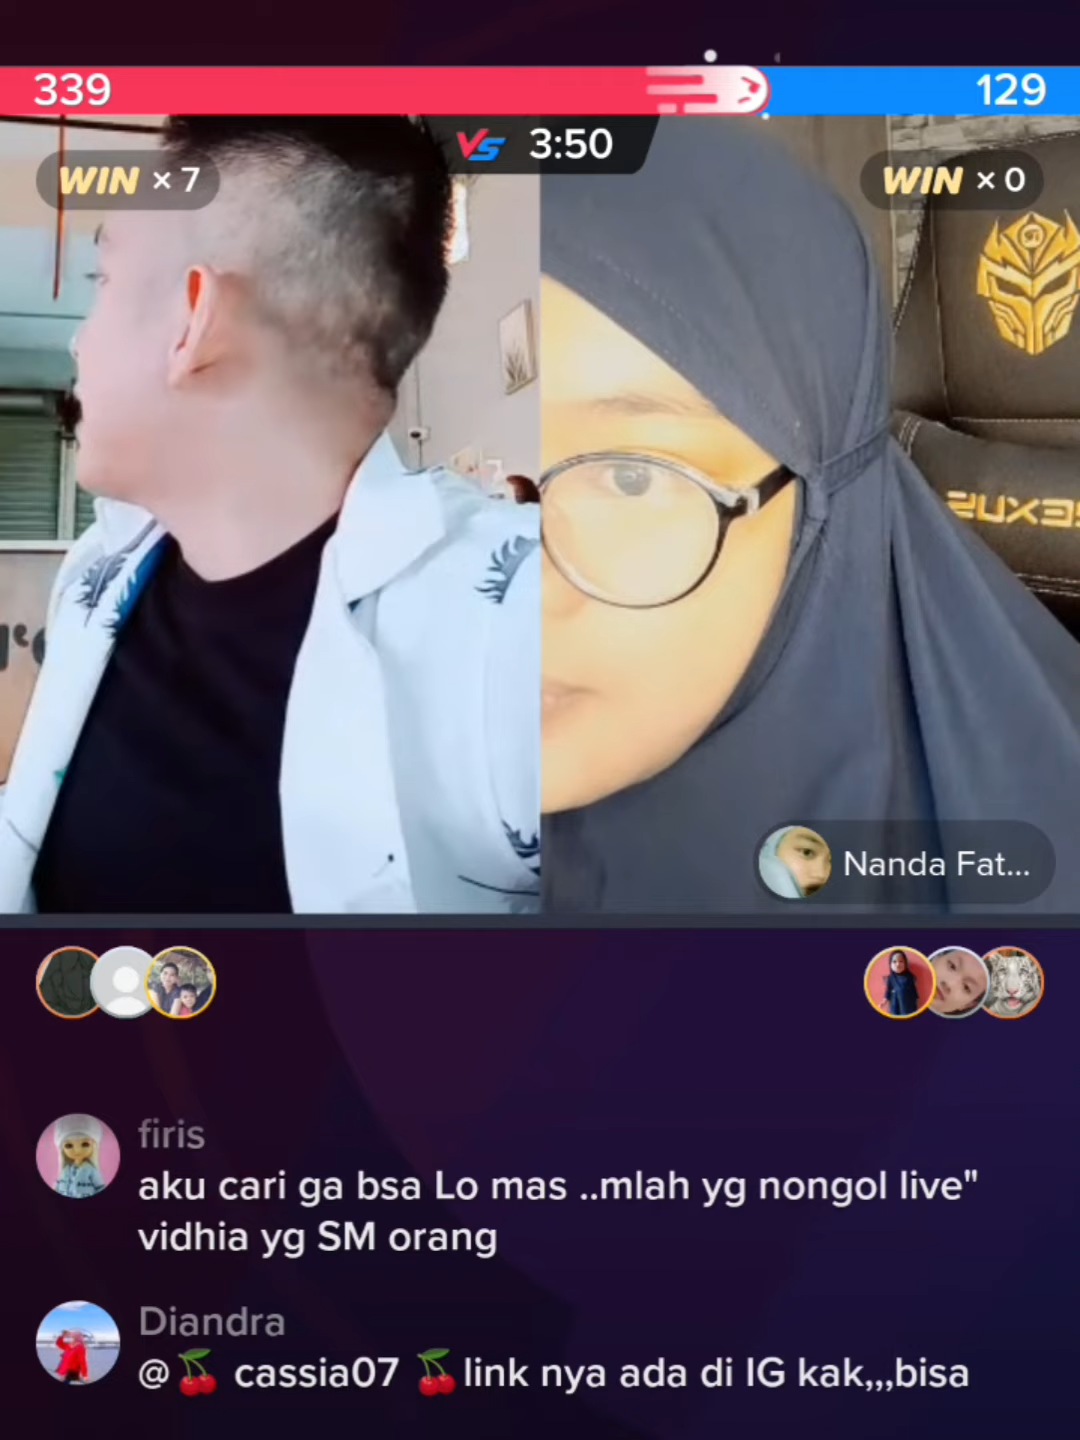 339
129
VS 3:50
WIN × 7
WIN × 0
Nanda Fat...
firis
aku cari ga bsa Lo mas ..mlah yg nongol live"
vidhia yg SM orang
Diandra
@🍒 cassia07 🍒link nya ada di IG kak,,,bisa